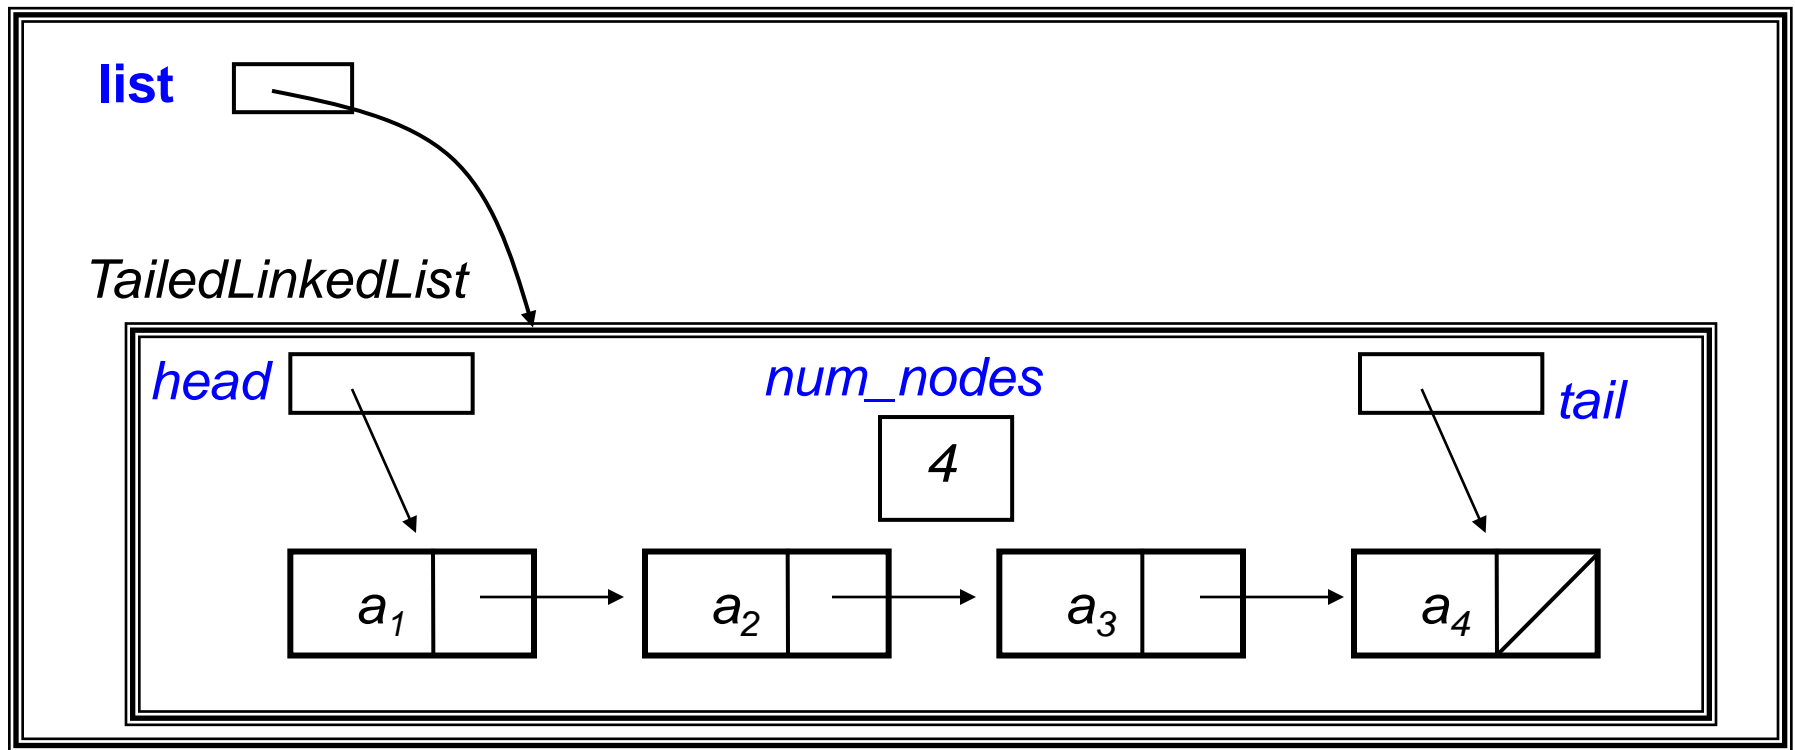 list
TailedLinkedList
head
num_nodes
tail
4
a₁ a₂ a₃ a₄